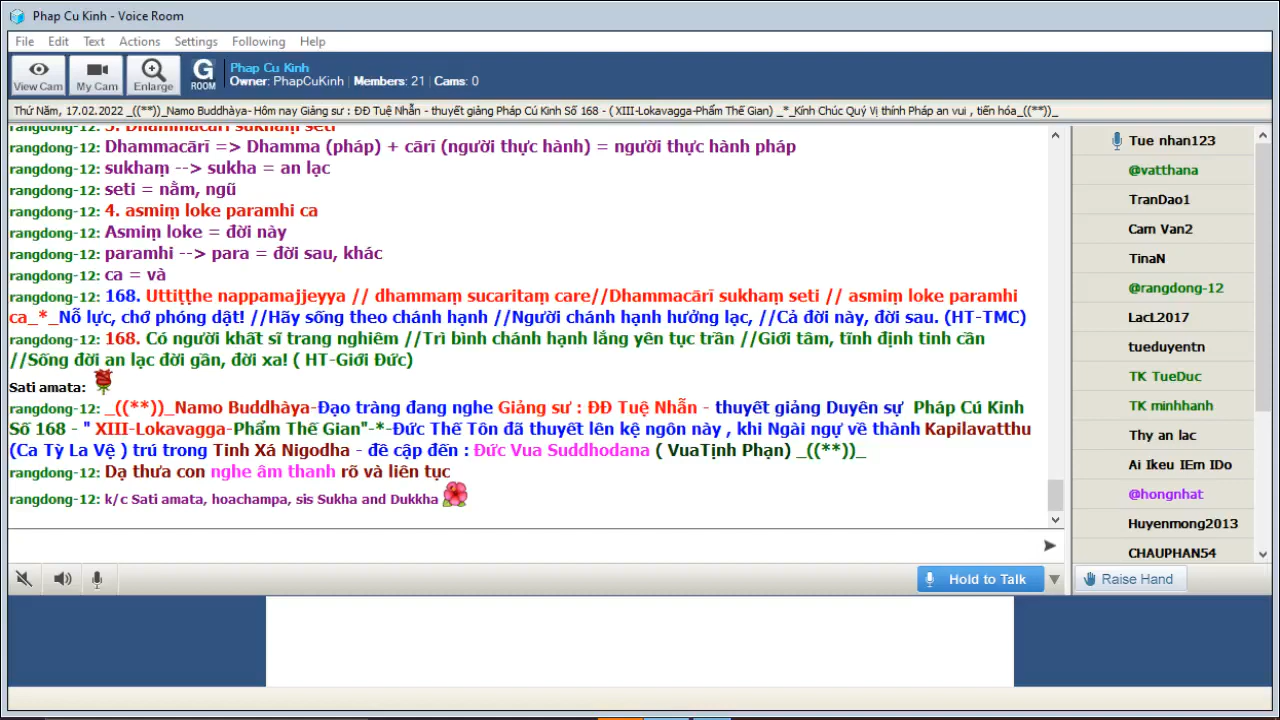 Phap Cu Kinh - Voice Room
File Edit Text Actions Settings Following Help
View Cam
My Cam
Enlarge
G
ROOM
Phap Cu Kinh
Owner: PhapCuKinh | Members: 21 | Cams: 0
Thứ Năm, 17.02.2022 _((**))_Namo Buddhàya- Hôm nay Giảng sư : ĐĐ Tuệ Nhẫn - thuyết giảng Pháp Cú Kinh Số 168 - ( XIII-Lokavagga-Phẩm Thế Gian) _*_Kính Chúc Quý Vị thính Pháp an vui , tiến hóa_((**))_
rangdong-12: 3. Dhammacārī sukhaṃ seti
rangdong-12: Dhammacārī => Dhamma (pháp) + cārī (người thực hành) = người thực hành pháp
rangdong-12: sukhaṃ --> sukha = an lạc
rangdong-12: seti = nằm, ngũ
rangdong-12: 4. asmiṃ loke paramhi ca
rangdong-12: Asmiṃ loke = đời này
rangdong-12: paramhi --> para = đời sau, khác
rangdong-12: ca = và
rangdong-12: 168. Uttiṭṭhe nappamajjeyya // dhammaṃ sucaritaṃ care//Dhammacārī sukhaṃ seti // asmiṃ loke paramhi
ca_*_Nỗ lực, chớ phóng dật! //Hãy sống theo chánh hạnh //Người chánh hạnh hưởng lạc, //Cả đời này, đời sau. (HT-TMC)
rangdong-12: 168. Có người khất sĩ trang nghiêm //Trì bình chánh hạnh lắng yên tục trần //Giới tâm, tĩnh định tinh cần
//Sống đời an lạc đời gần, đời xa! ( HT-Giới Đức)
Sati amata:
rangdong-12: _((**))_Namo Buddhàya-Đạo tràng đang nghe Giảng sư : ĐĐ Tuệ Nhẫn - thuyết giảng Duyên sự Pháp Cú Kinh
Số 168 - " XIII-Lokavagga-Phẩm Thế Gian"-*-Đức Thế Tôn đã thuyết lên kệ ngôn này , khi Ngài ngự về thành Kapilavatthu
(Ca Tỳ La Vệ ) trú trong Tinh Xá Nigodha - đề cập đến : Đức Vua Suddhodana ( VuaTịnh Phạn) _((**))_
rangdong-12: Dạ thưa con nghe âm thanh rõ và liên tục
rangdong-12: k/c Sati amata, hoachampa, sis Sukha and Dukkha
Hold to Talk
Tue nhan123
@vatthana
TranDao1
Cam Van2
TinaN
@rangdong-12
LacL2017
tueduyentn
TK TueDuc
TK minhhanh
Thy an lac
Ai Ikeu IEm IDo
@hongnhat
Huyenmong2013
CHAUPHAN54
Raise Hand